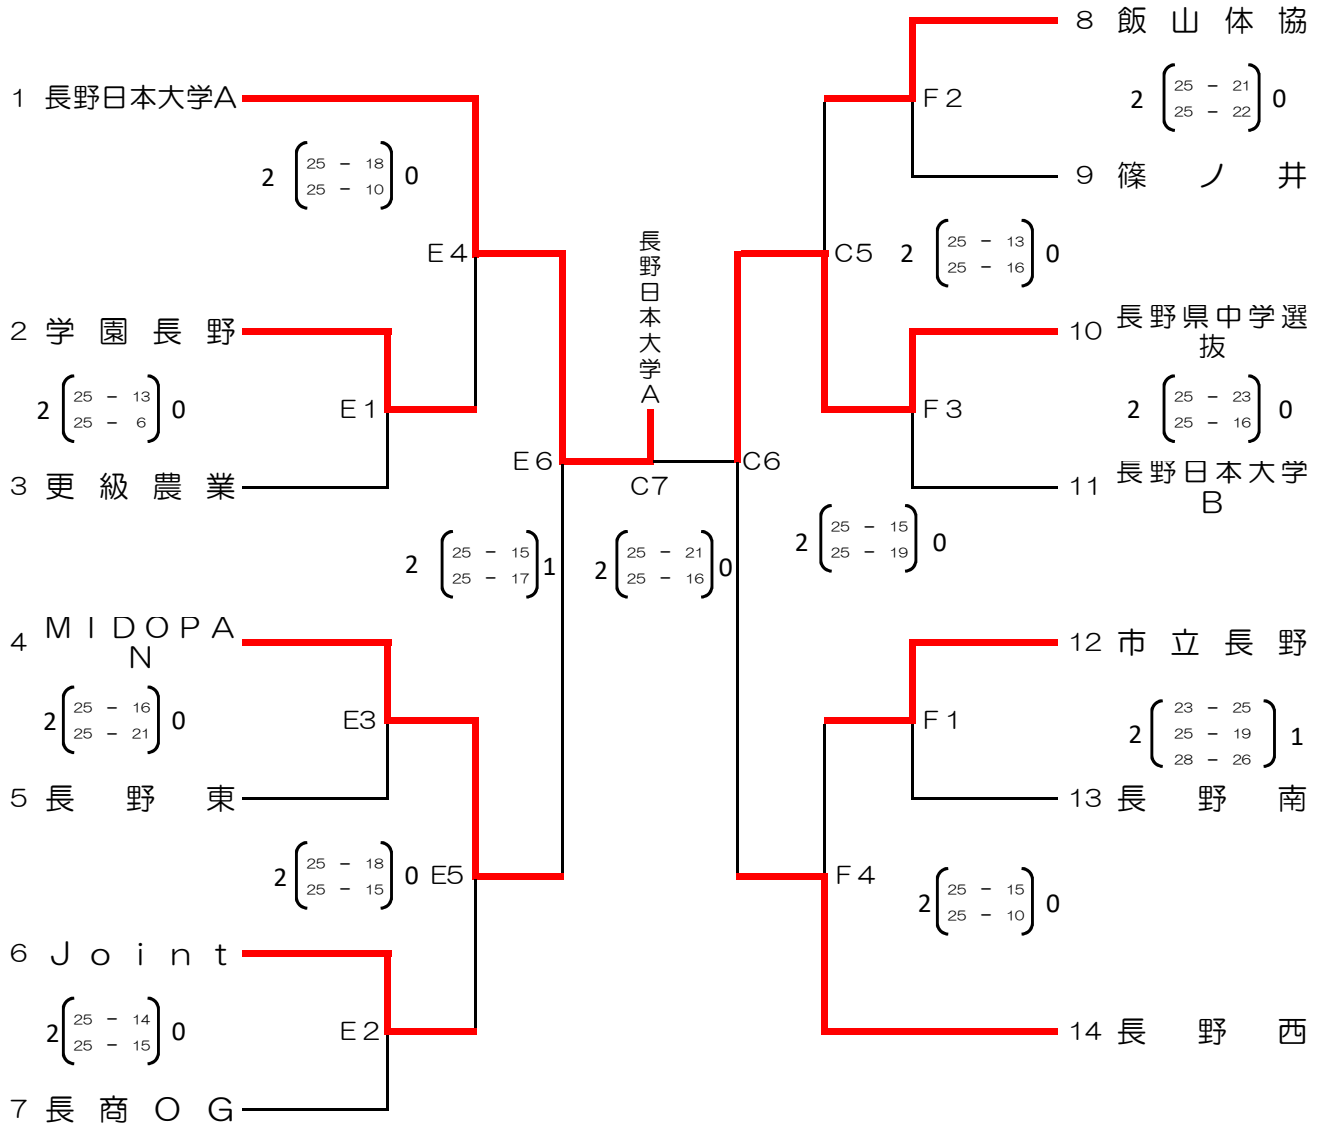 1 長野日本大学A
2 ( 25 - 18 25 - 10 ) 0
E4
2 学園長野
2 ( 25 - 13 25 - 6 ) 0
E1
3 更級農業
E6
2 ( 25 - 15 25 - 17 ) 1
4 MIDOPAN
2 ( 25 - 16 25 - 21 ) 0
E3
5 長野東
2 ( 25 - 18 25 - 15 ) 0
E5
6 Joint
2 ( 25 - 14 25 - 15 ) 0
E2
7 長商OG
長野日本大学A
C7
2 ( 25 - 21 25 - 16 ) 0
8 飯山体協
2 ( 25 - 21 25 - 22 ) 0
F2
9 篠ノ井
C5
2 ( 25 - 13 25 - 16 ) 0
10 長野県中学選抜
2 ( 25 - 23 25 - 16 ) 0
F3
11 長野日本大学B
C6
2 ( 25 - 15 25 - 19 ) 0
12 市立長野
2 ( 23 - 25 25 - 19 28 - 26 ) 1
F1
13 長野南
F4
2 ( 25 - 15 25 - 10 ) 0
14 長野西